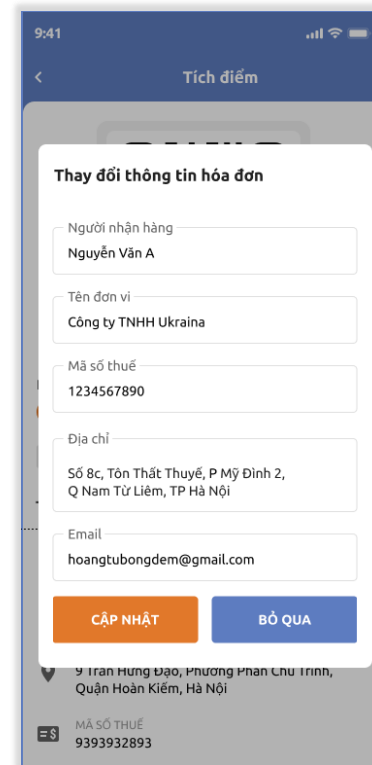 9:41
Tích điểm
Thay đổi thông tin hóa đơn
Người nhận hàng
Nguyễn Văn A
Tên đơn vi
Công ty TNHH Ukraina
Mã số thuế
1234567890
Địa chỉ
Số 8c, Tôn Thất Thuyế, P Mỹ Đình 2,
Q Nam Từ Liêm, TP Hà Nội
Email
hoangtubongdem@gmail.com
CẬP NHẬT BỎ QUA
9 Trần Hưng Đạo, Phường Phan Chu Trinh,
Quận Hoàn Kiếm, Hà Nội
MÃ SỐ THUẾ
9393932893